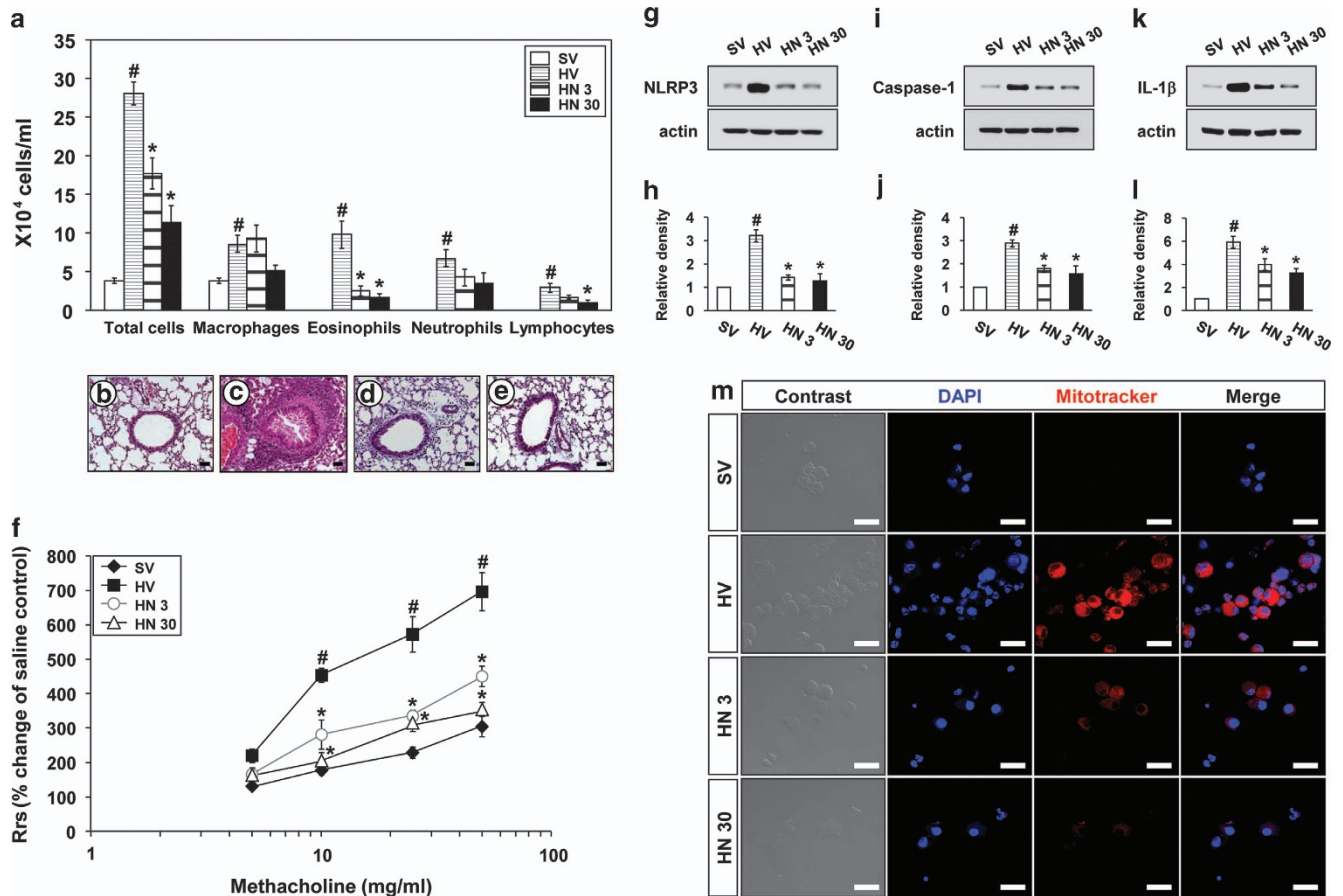 a
35
30
25
20
15
10
5
0
X10⁴ cells/ml
SV
HV
HN 3
HN 30
# * *
#
# * *
#
# *
Total cells Macrophages Eosinophils Neutrophils Lymphocytes
b c d e
f
800
700
600
500
400
300
200
100
0
Rrs (% change of saline control)
SV
HV
HN 3
HN 30
# # #
* * *
* * *
1 10 100
Methacholine (mg/ml)
g
SV HV HN 3 HN 30
NLRP3
actin
i
SV HV HN 3 HN 30
Caspase-1
actin
k
SV HV HN 3 HN 30
IL-1β
actin
h
Relative density
4
3
2
1
0
# * *
SV HV HN 3 HN 30
j
Relative density
4
3
2
1
0
# * *
SV HV HN 3 HN 30
l
Relative density
8
6
4
2
0
# * *
SV HV HN 3 HN 30
m
Contrast DAPI Mitotracker Merge
SV
HV
HN 3
HN 30